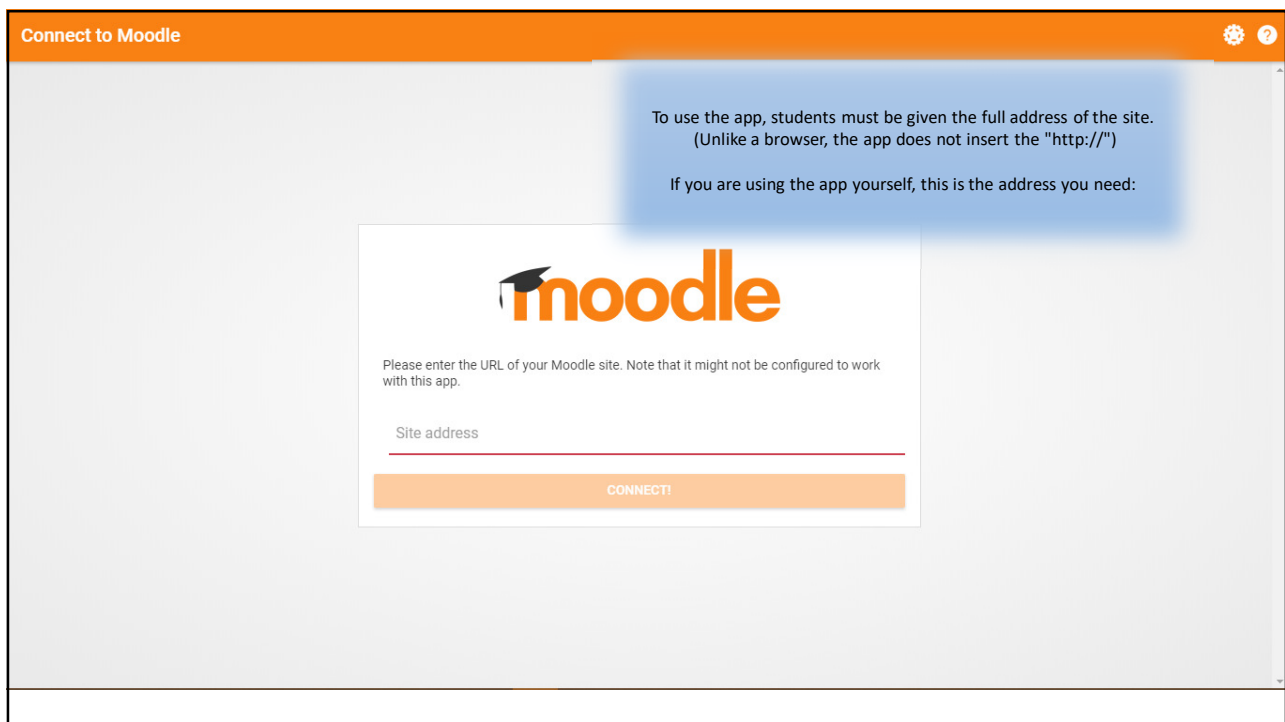 Connect to Moodle
To use the app, students must be given the full address of the site.
(Unlike a browser, the app does not insert the "http://")
If you are using the app yourself, this is the address you need:
moodle
Please enter the URL of your Moodle site. Note that it might not be configured to work
with this app.
Site address
CONNECT!